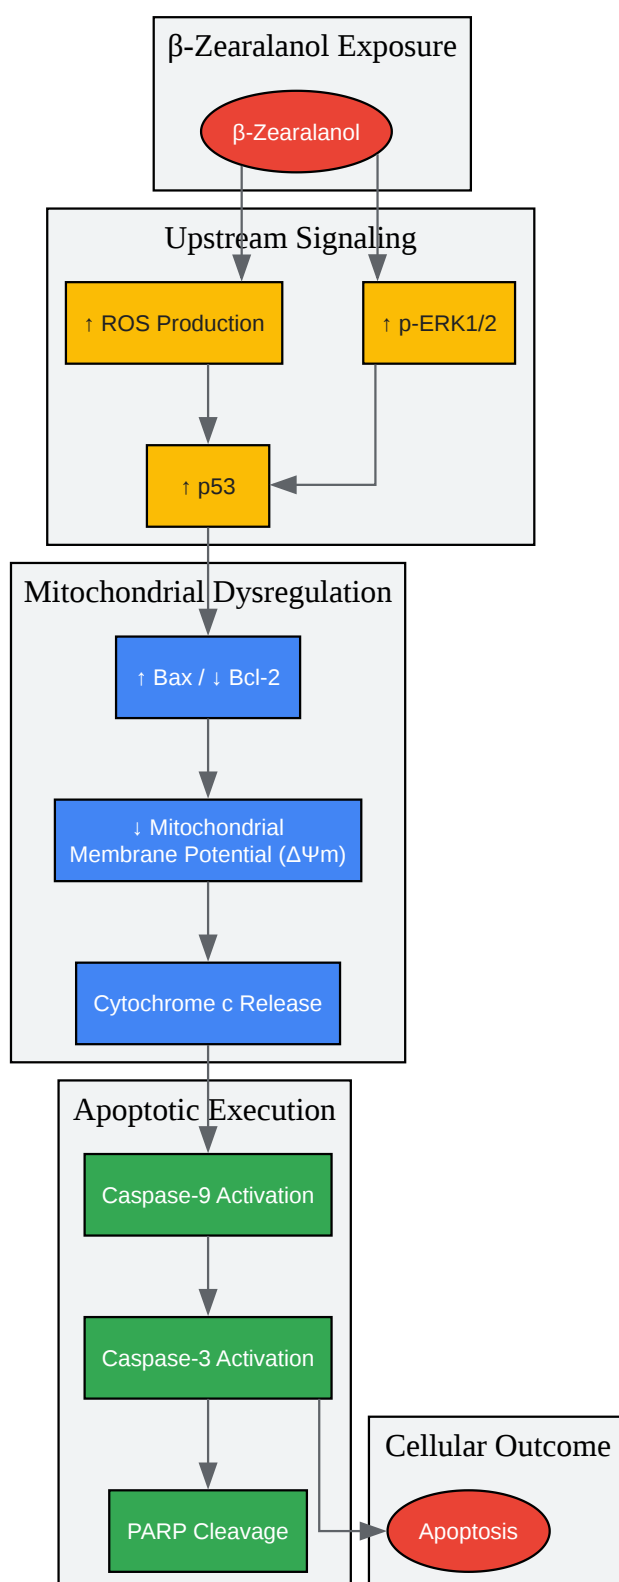 β-Zearalanol Exposure
β-Zearalanol
Upstream Signaling
↑ ROS Production
↑ p-ERK1/2
↑ p53
Mitochondrial Dysregulation
↑ Bax / ↓ Bcl-2
↓ Mitochondrial
Membrane Potential (ΔΨm)
Cytochrome c Release
Apoptotic Execution
Caspase-9 Activation
Caspase-3 Activation
PARP Cleavage
Cellular Outcome
Apoptosis